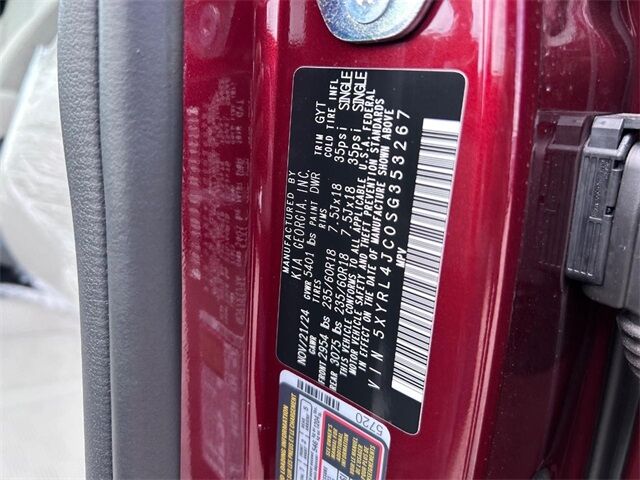 MANUFACTURED BY
KIA GEORGIA, INC.
NOV/21/24 GVWR 5401 lbs PAINT DWR TRIM GYT
GAWR TIRES RIMS COLD TIRE INFL
FRONT 2954 lbs 235/60R18 7.5Jx18 35psi SINGLE
REAR 3075 lbs 235/60R18 7.5Jx18 35psi SINGLE
THIS VEHICLE CONFORMS TO ALL APPLICABLE U.S.A. FEDERAL
MOTOR VEHICLE SAFETY AND THEFT PREVENTION STANDARDS
IN EFFECT ON THE DATE OF MANUFACTURE SHOWN ABOVE
VIN 5XYRL4JC0SG353267
MPV
5720